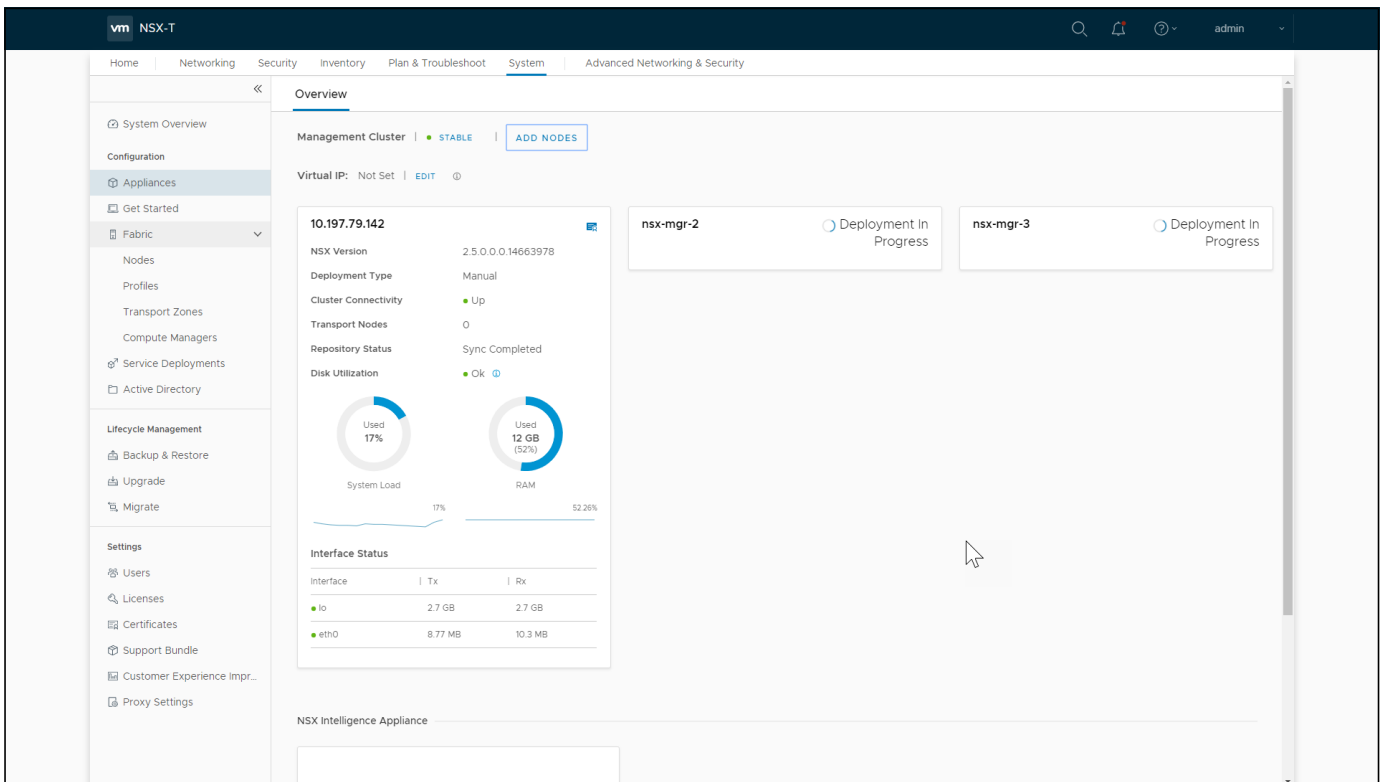 vm NSX-T
admin
Home Networking Security Inventory Plan & Troubleshoot System Advanced Networking & Security
Overview
System Overview
Configuration
Appliances
Get Started
Fabric
Nodes
Profiles
Transport Zones
Compute Managers
Service Deployments
Active Directory
Lifecycle Management
Backup & Restore
Upgrade
Migrate
Settings
Users
Licenses
Certificates
Support Bundle
Customer Experience Impr...
Proxy Settings
Management Cluster | STABLE | ADD NODES
Virtual IP: Not Set | EDIT
10.197.79.142
NSX Version 2.5.0.0.0.14663978
Deployment Type Manual
Cluster Connectivity Up
Transport Nodes 0
Repository Status Sync Completed
Disk Utilization Ok
Used
17%
System Load
Used
12 GB
(52%)
RAM
17%
52.26%
Interface Status
Interface | Tx | Rx
lo 2.7 GB 2.7 GB
eth0 8.77 MB 10.3 MB
nsx-mgr-2 Deployment In
Progress
nsx-mgr-3 Deployment In
Progress
NSX Intelligence Appliance